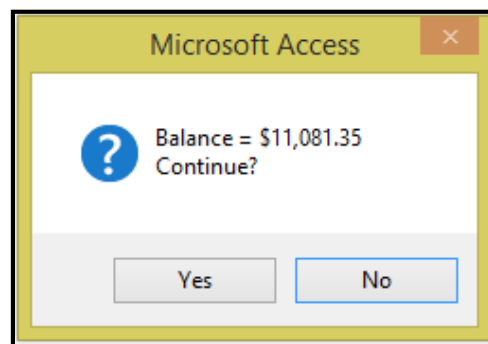 Microsoft Access
Balance = $11,081.35
Continue?
Yes
No